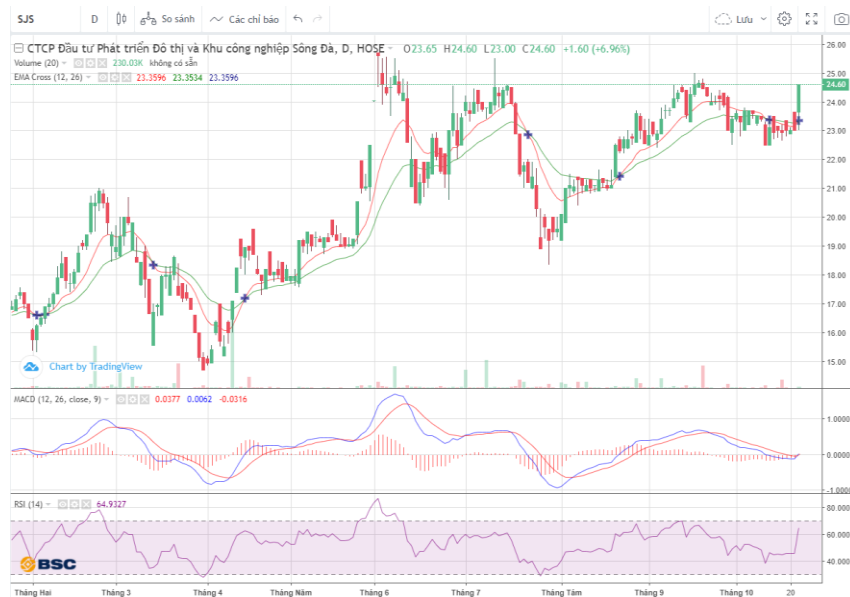 SJS D So sánh Các chỉ báo Lưu
CTCP Đầu tư Phát triển Đô thị và Khu công nghiệp Sông Đà, D, HOSE O23.65 H24.60 L23.00 C24.60 +1.60 (+6.96%)
Volume (20) 230.03K không có sẵn
EMA Cross (12, 26) 23.3596 23.3534 23.3596
26.00
25.00
24.60
24.00
23.00
22.00
21.00
20.00
19.00
18.00
17.00
16.00
15.00
Chart by TradingView
MACD (12, 26, close, 9) 0.0377 0.0062 -0.0316
1.0000
0.0000
-1.0000
RSI (14) 64.9327
80.0000
60.0000
40.0000
BSC
Tháng Hai Tháng 3 Tháng 4 Tháng Năm Tháng 6 Tháng 7 Tháng Tám Tháng 9 Tháng 10 20